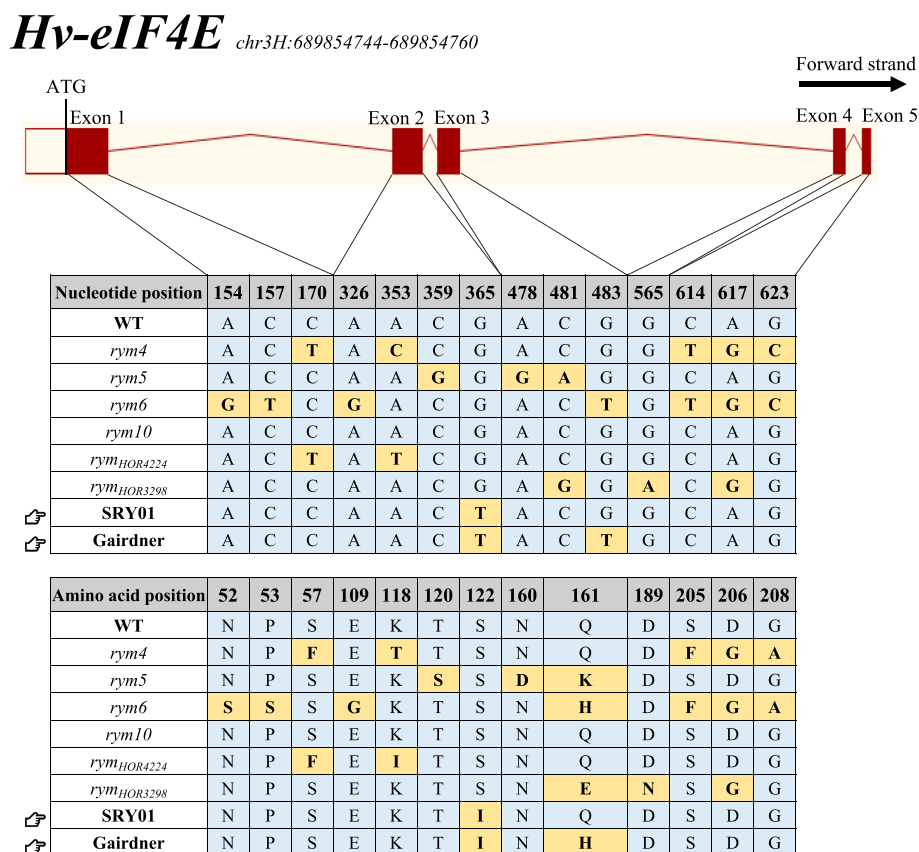 Hv-eIF4E chr3H:689854744-689854760
Forward strand
ATG
Exon 1 Exon 2 Exon 3 Exon 4 Exon 5
Nucleotide position 154 157 170 326 353 359 365 478 481 483 565 614 617 623
WT A C C A A C G A C G G C A G
rym4 A C T A C C G A C G G T G C
rym5 A C C A A G G G A G G C A G
rym6 G T C G A C G A C T G T G C
rym10 A C C A A C G A C G G C A G
rymHOR4224 A C T A T C G A C G G C A G
rymHOR3298 A C C A A C G A G G A C G G
SRY01 A C C A A C T A C G G C A G
Gairdner A C C A A C T A C T G C A G
Amino acid position 52 53 57 109 118 120 122 160 161 189 205 206 208
WT N P S E K T S N Q D S D G
rym4 N P F E T T S N Q D F G A
rym5 N P S E K S S D K D S D G
rym6 S S S G K T S N H D F G A
rym10 N P S E K T S N Q D S D G
rymHOR4224 N P F E I T S N Q D S D G
rymHOR3298 N P S E K T S N E N S G G
SRY01 N P S E K T I N Q D S D G
Gairdner N P S E K T I N H D S D G